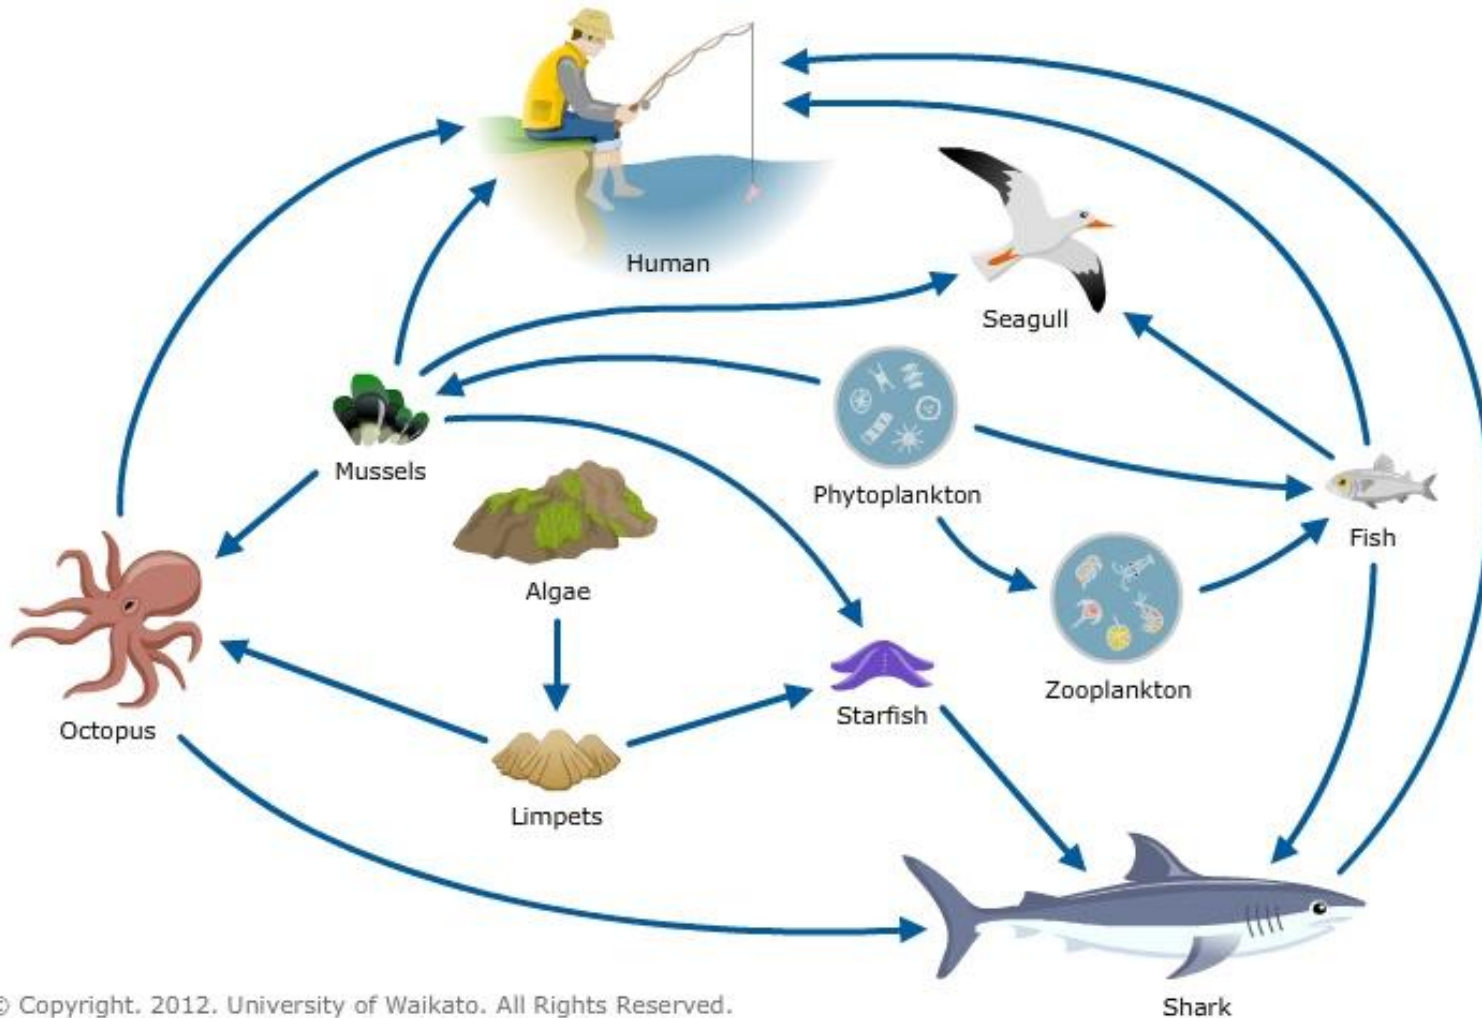 Human
Seagull
Mussels
Phytoplankton
Fish
Algae
Zooplankton
Starfish
Octopus
Limpets
© Copyright. 2012. University of Waikato. All Rights Reserved.
Shark